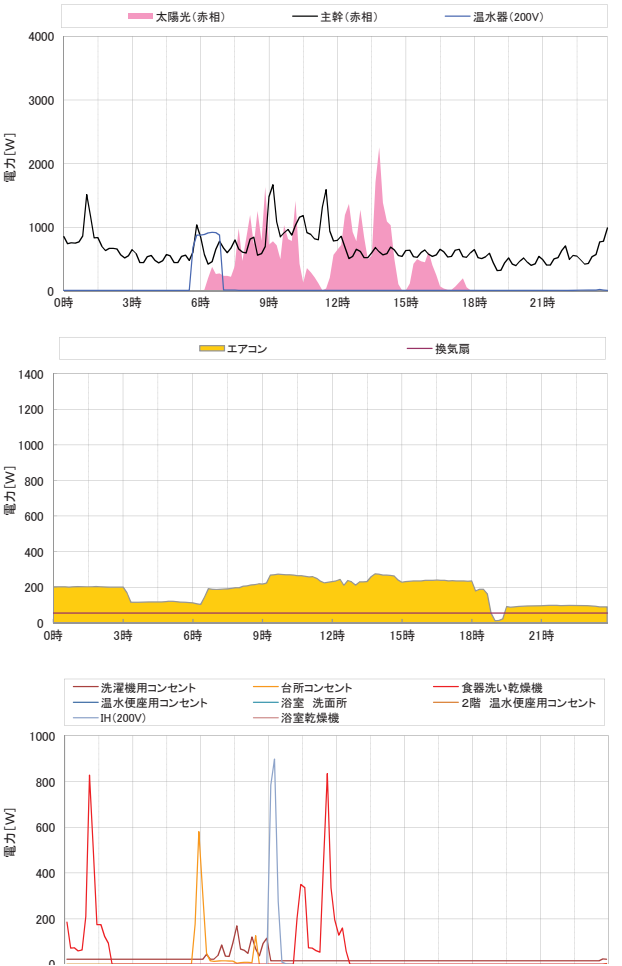 太陽光(赤相) 主幹(赤相) 温水器(200V)
4000
3000
2000
1000
0
電力[W]
0時 3時 6時 9時 12時 15時 18時 21時
エアコン 換気扇
1400
1200
1000
800
600
400
200
0
電力[W]
0時 3時 6時 9時 12時 15時 18時 21時
洗濯機用コンセント 台所コンセント 食器洗い乾燥機
温水便座用コンセント 浴室 洗面所 2階 温水便座用コンセント
IH(200V) 浴室乾燥機
1000
800
600
400
200
0
電力[W]